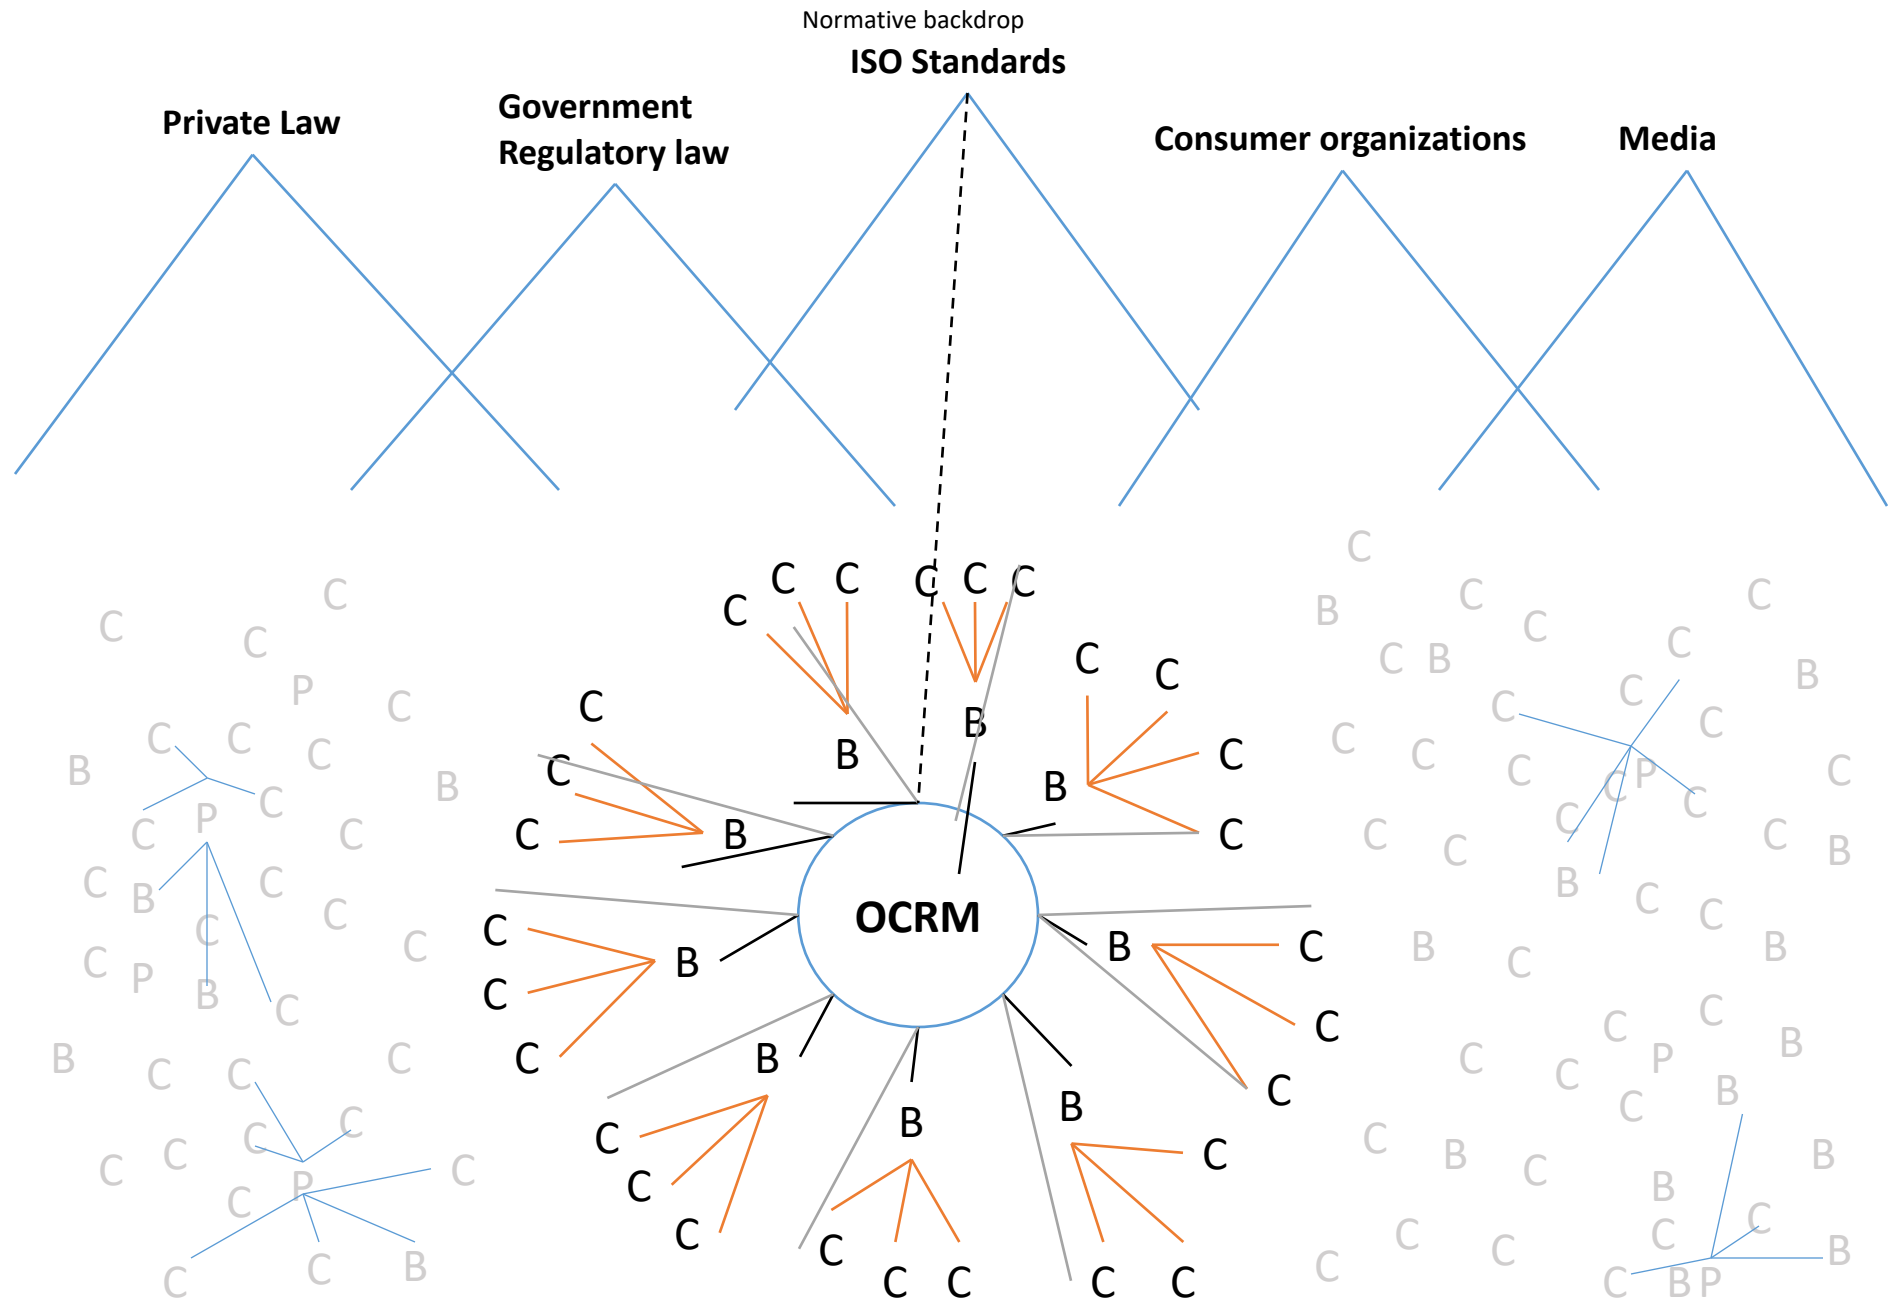 Normative backdrop
ISO Standards
Government
Regulatory law
Private Law
Consumer organizations
Media
C
C C C C C
C C C
C B
C C
C C
C C B
C B
P C
C C C
B C
C C C
C B C
B C C P C
B B C
C C
P C
C C C B C C C
C B
C C B
B C
C OCRM C
C C
C B C B B
C B C
P
B C
C C
C C
B
B C C B C P
C C C
C B
B C
C B
C C C
C C B B
C C C
P C B
C
C
C C C
C C B
C B C
C C C C C C B P